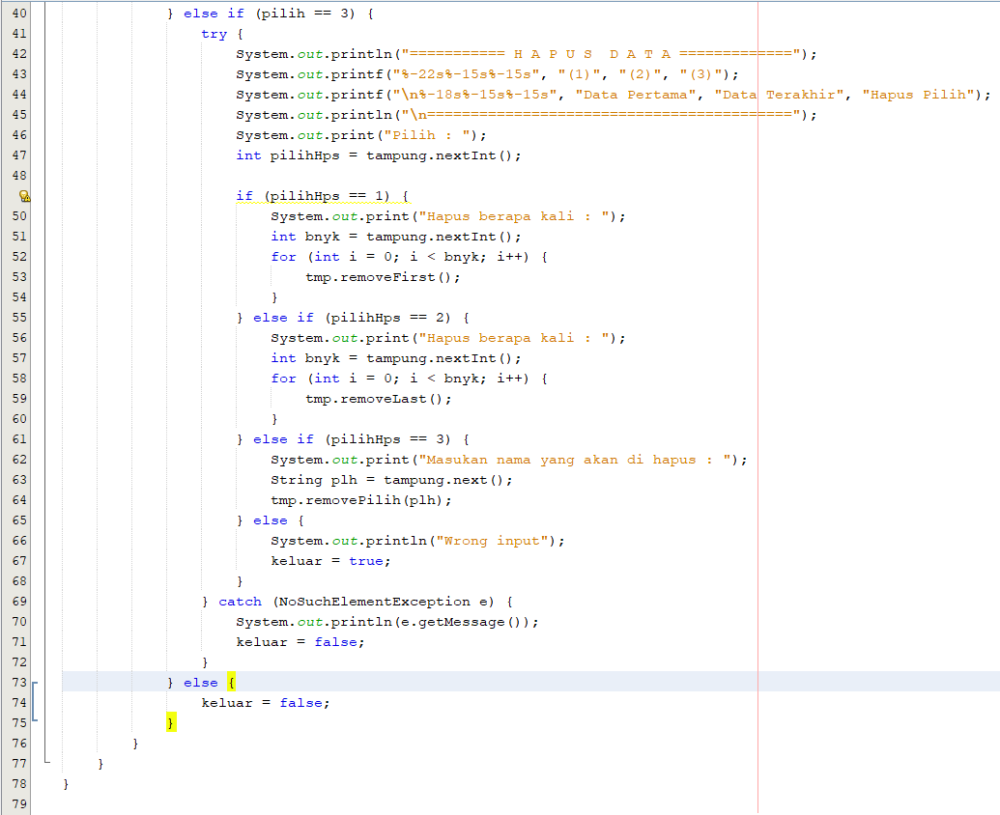 40 } else if (pilih == 3) {
41 try {
42 System.out.println("=========== H A P U S  D A T A =============");
43 System.out.printf("%-22s%-15s%-15s", "(1)", "(2)", "(3)");
44 System.out.printf("\n%-18s%-15s%-15s", "Data Pertama", "Data Terakhir", "Hapus Pilih");
45 System.out.println("\n==========================================");
46 System.out.print("Pilih : ");
47 int pilihHps = tampung.nextInt();
48
if (pilihHps == 1) {
50 System.out.print("Hapus berapa kali : ");
51 int bnyk = tampung.nextInt();
52 for (int i = 0; i < bnyk; i++) {
53 tmp.removeFirst();
54 }
55 } else if (pilihHps == 2) {
56 System.out.print("Hapus berapa kali : ");
57 int bnyk = tampung.nextInt();
58 for (int i = 0; i < bnyk; i++) {
59 tmp.removeLast();
60 }
61 } else if (pilihHps == 3) {
62 System.out.print("Masukan nama yang akan di hapus : ");
63 String plh = tampung.next();
64 tmp.removePilih(plh);
65 } else {
66 System.out.println("Wrong input");
67 keluar = true;
68 }
69 } catch (NoSuchElementException e) {
70 System.out.println(e.getMessage());
71 keluar = false;
72 }
73 } else {
74 keluar = false;
75 }
76 }
77 }
78 }
79